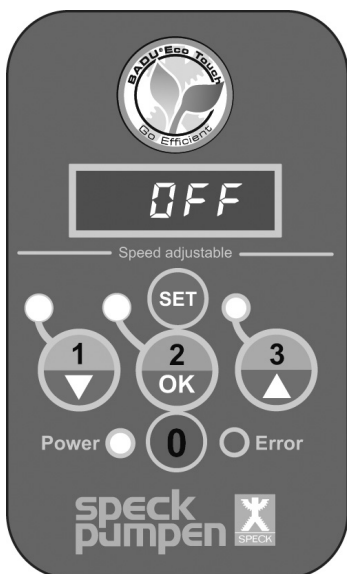 BADU®Eco Touch
Go Efficient
OFF
Speed adjustable
SET
1 2 3
OK
Power 0 Error
speck
pumpen
SPECK